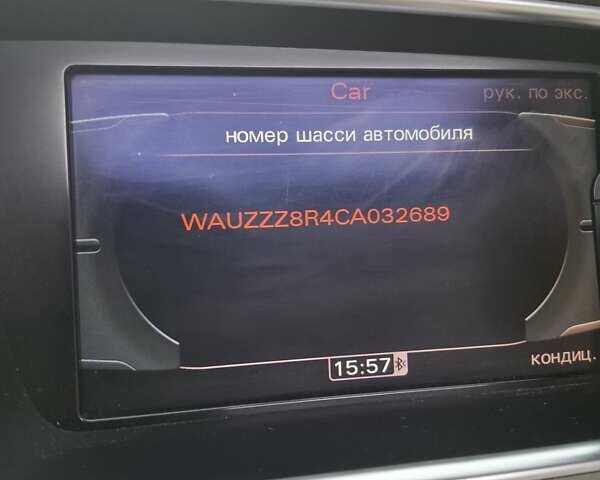 Car
рук. по экс.
номер шасси автомобиля
WAUZZZ8R4CA032689
15:57
кондиц.